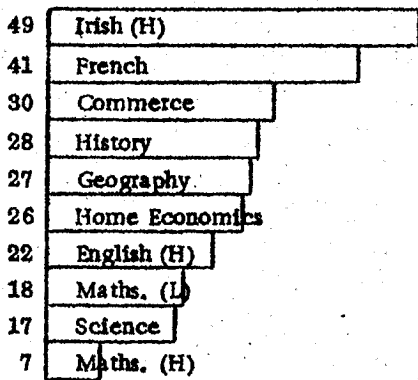 49 Irish (H)
41 French
30 Commerce
28 History
27 Geography
26 Home Economics
22 English (H)
18 Maths. (L)
17 Science
7 Maths. (H)